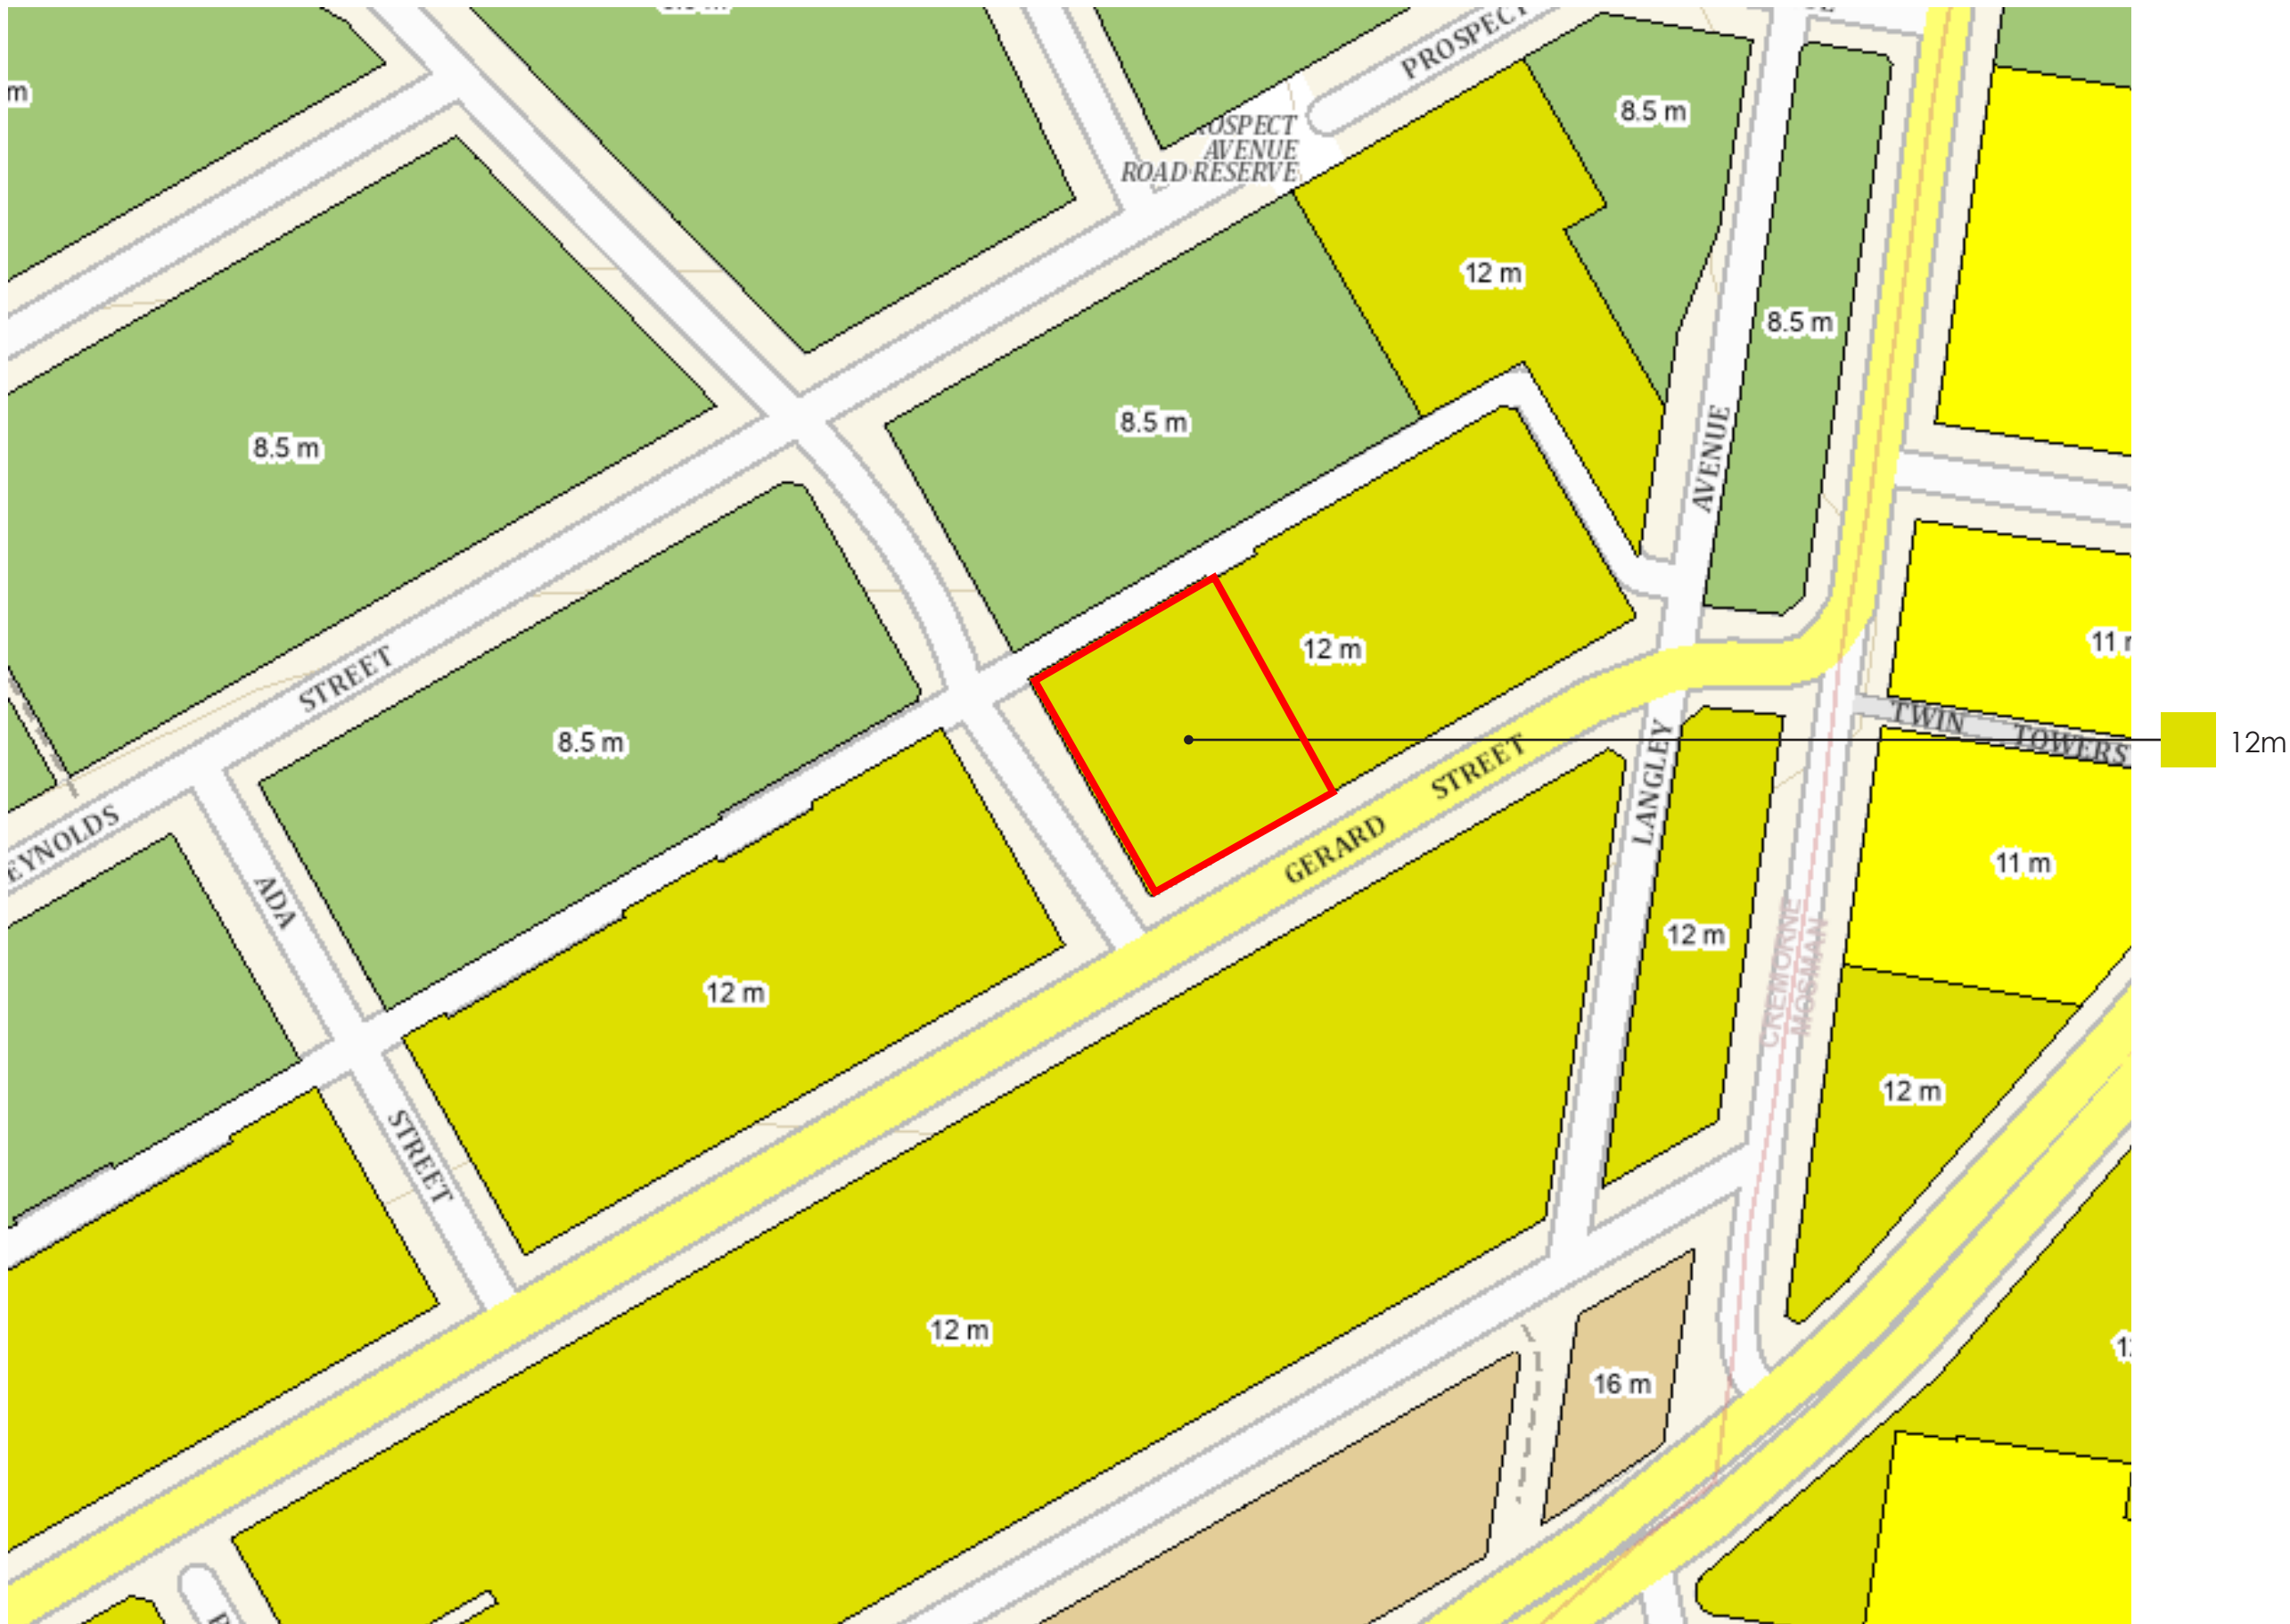 m
PROSPECT
8.5 m
ROSPECT
AVENUE
ROAD RESERVE
12 m
8.5 m
8.5 m
8.5 m
AVENUE
12 m
11
STREET
8.5 m
TWIN TOWERS
12m
GERARD STREET
LANGLEY
EYNOLDS
ADA
11 m
12 m
CREMORNE
MOSMAN
12 m
12 m
STREET
12 m
16 m